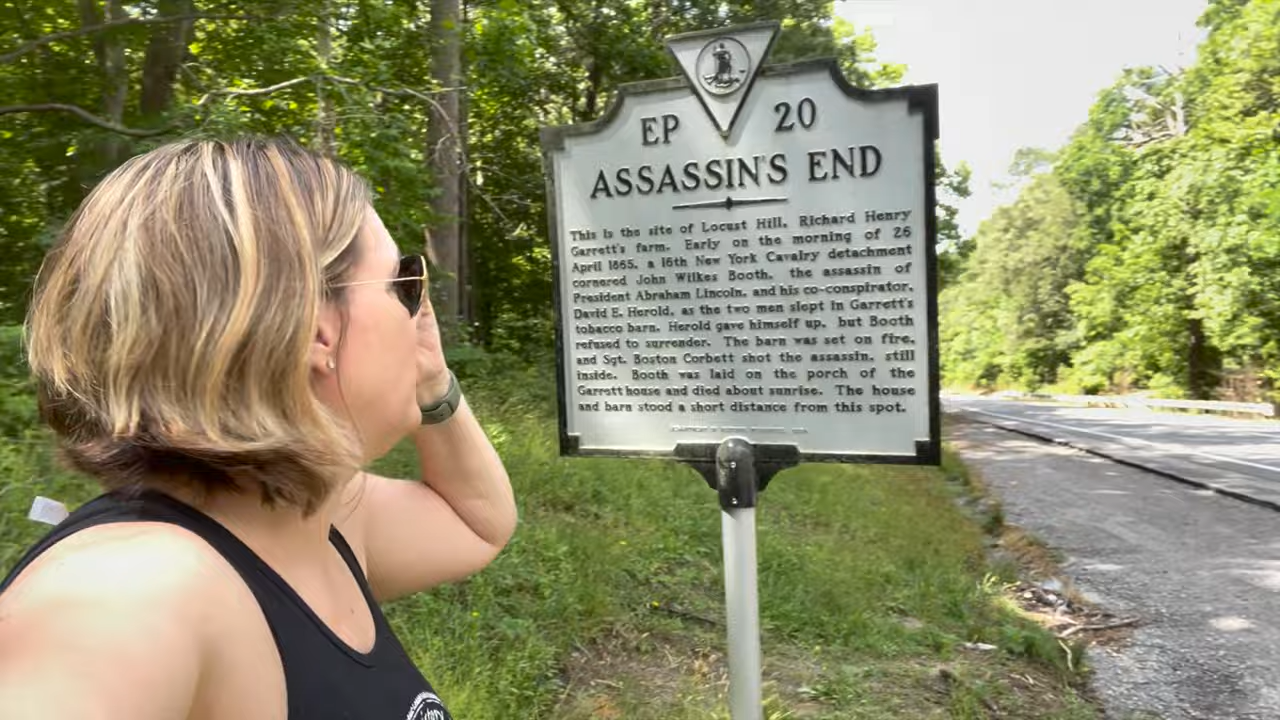 EP 20
ASSASSIN'S END
This is the site of Locust Hill, Richard Henry
Garrett's farm. Early on the morning of 26
April 1865, a 16th New York Cavalry detachment
cornered John Wilkes Booth, the assassin of
President Abraham Lincoln, and his co-conspirator,
David E. Herold, as the two men slept in Garrett's
tobacco barn. Herold gave himself up, but Booth
refused to surrender. The barn was set on fire,
and Sgt. Boston Corbett shot the assassin, still
inside. Booth was laid on the porch of the
Garrett house and died about sunrise. The house
and barn stood a short distance from this spot.